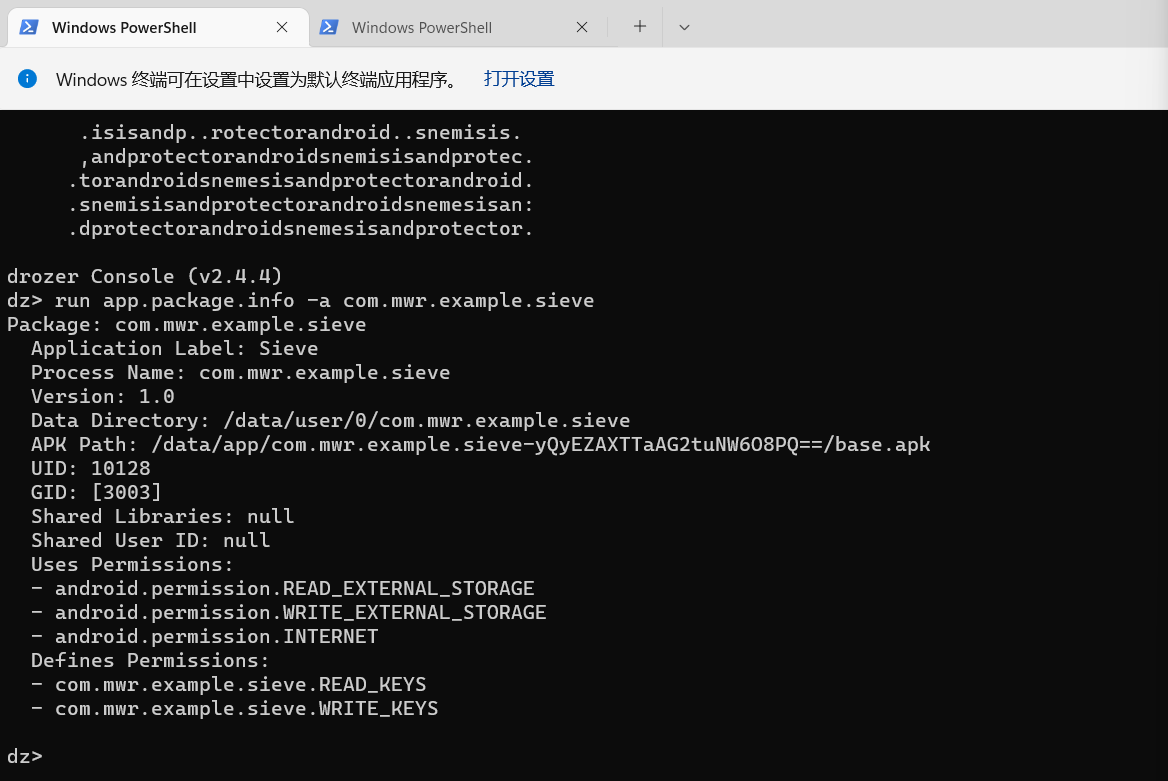 Windows PowerShell
Windows PowerShell
Windows 终端可在设置中设置为默认终端应用程序。 打开设置
.isisandp..rotectorandroid..snemisis.
,andprotectorandroidsnemisisandprotec.
.torandroidsnemesisandprotectorandroid.
.snemisisandprotectorandroidsnemesisan:
.dprotectorandroidsnemesisandprotector.
drozer Console (v2.4.4)
dz> run app.package.info -a com.mwr.example.sieve
Package: com.mwr.example.sieve
Application Label: Sieve
Process Name: com.mwr.example.sieve
Version: 1.0
Data Directory: /data/user/0/com.mwr.example.sieve
APK Path: /data/app/com.mwr.example.sieve-yQyEZAXTTaAG2tuNW6O8PQ==/base.apk
UID: 10128
GID: [3003]
Shared Libraries: null
Shared User ID: null
Uses Permissions:
- android.permission.READ_EXTERNAL_STORAGE
- android.permission.WRITE_EXTERNAL_STORAGE
- android.permission.INTERNET
Defines Permissions:
- com.mwr.example.sieve.READ_KEYS
- com.mwr.example.sieve.WRITE_KEYS
dz>